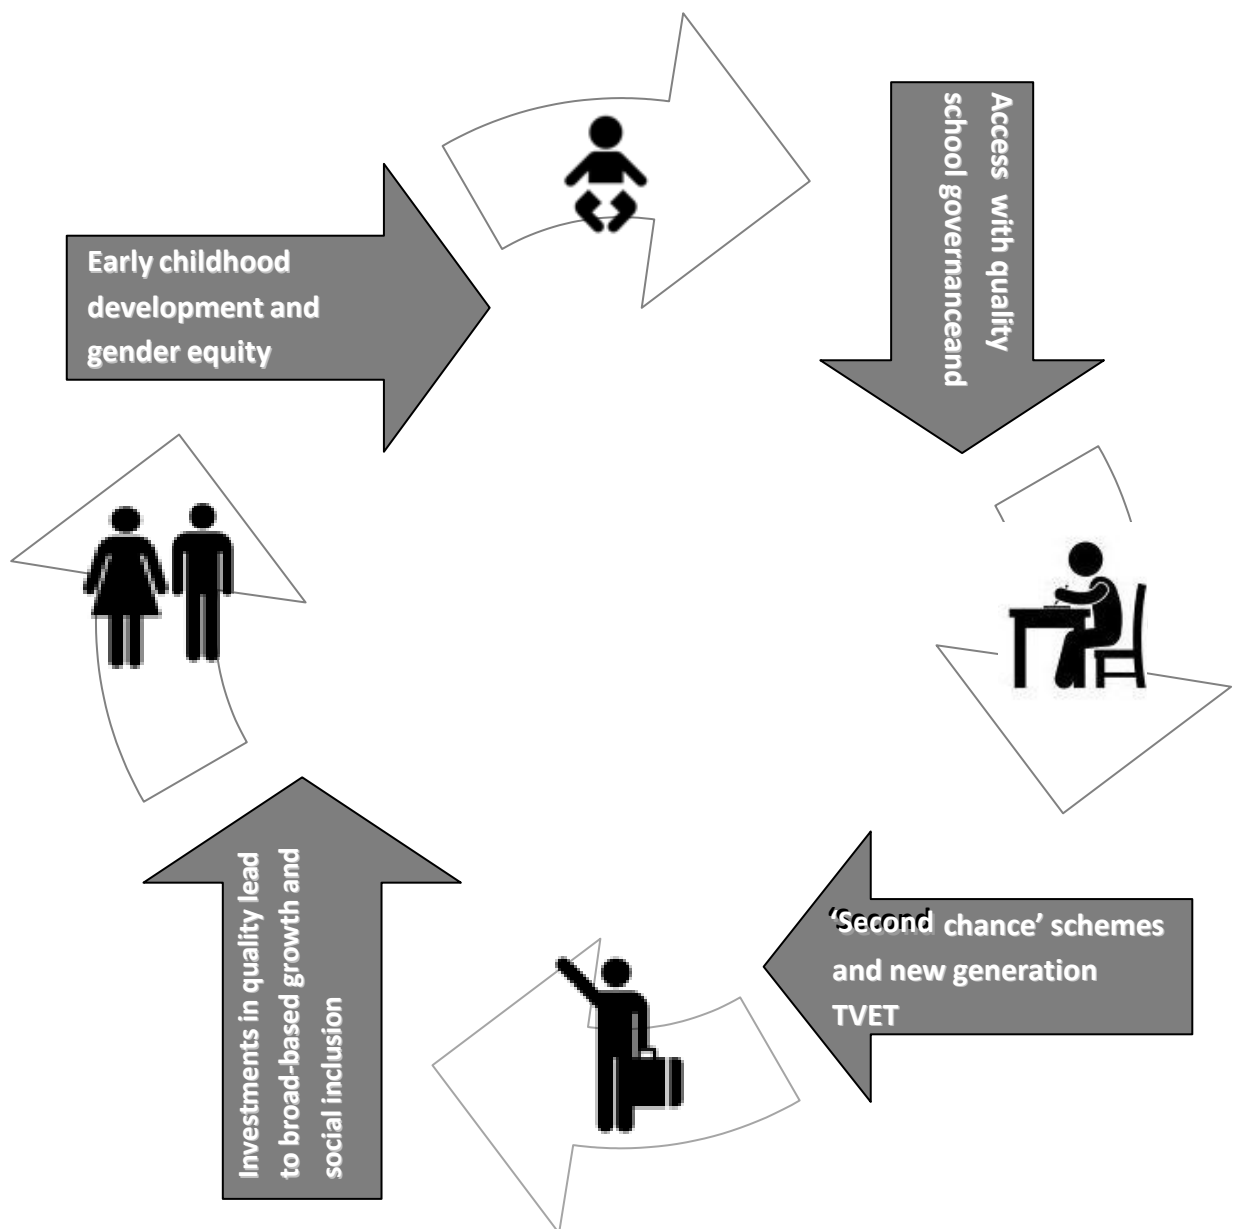 Early childhood
development and
gender equity
Access with quality
school governanceand
‘Second chance’ schemes
and new generation
TVET
Investments in quality lead
to broad-based growth and
social inclusion